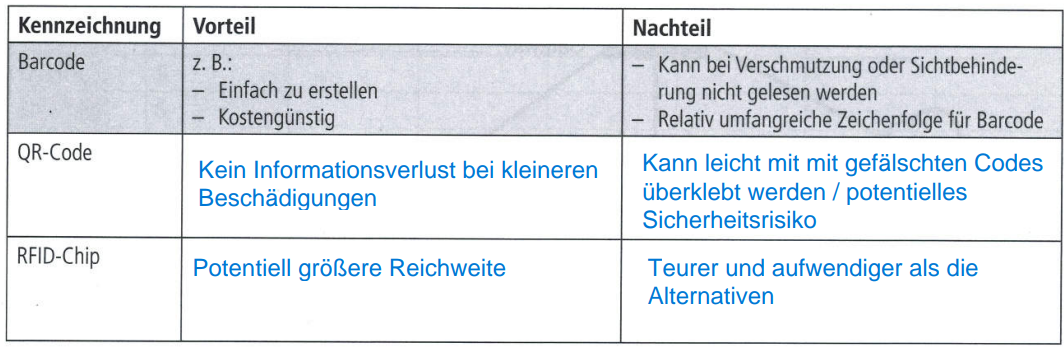 Kennzeichnung Vorteil Nachteil
Barcode
z. B.:
– Einfach zu erstellen
– Kostengünstig
– Kann bei Verschmutzung oder Sichtbehinde-
rung nicht gelesen werden
– Relativ umfangreiche Zeichenfolge für Barcode
QR-Code
Kein Informationsverlust bei kleineren
Beschädigungen
Kann leicht mit mit gefälschten Codes
überklebt werden / potentielles
Sicherheitsrisiko
RFID-Chip
Potentiell größere Reichweite
Teurer und aufwendiger als die
Alternativen